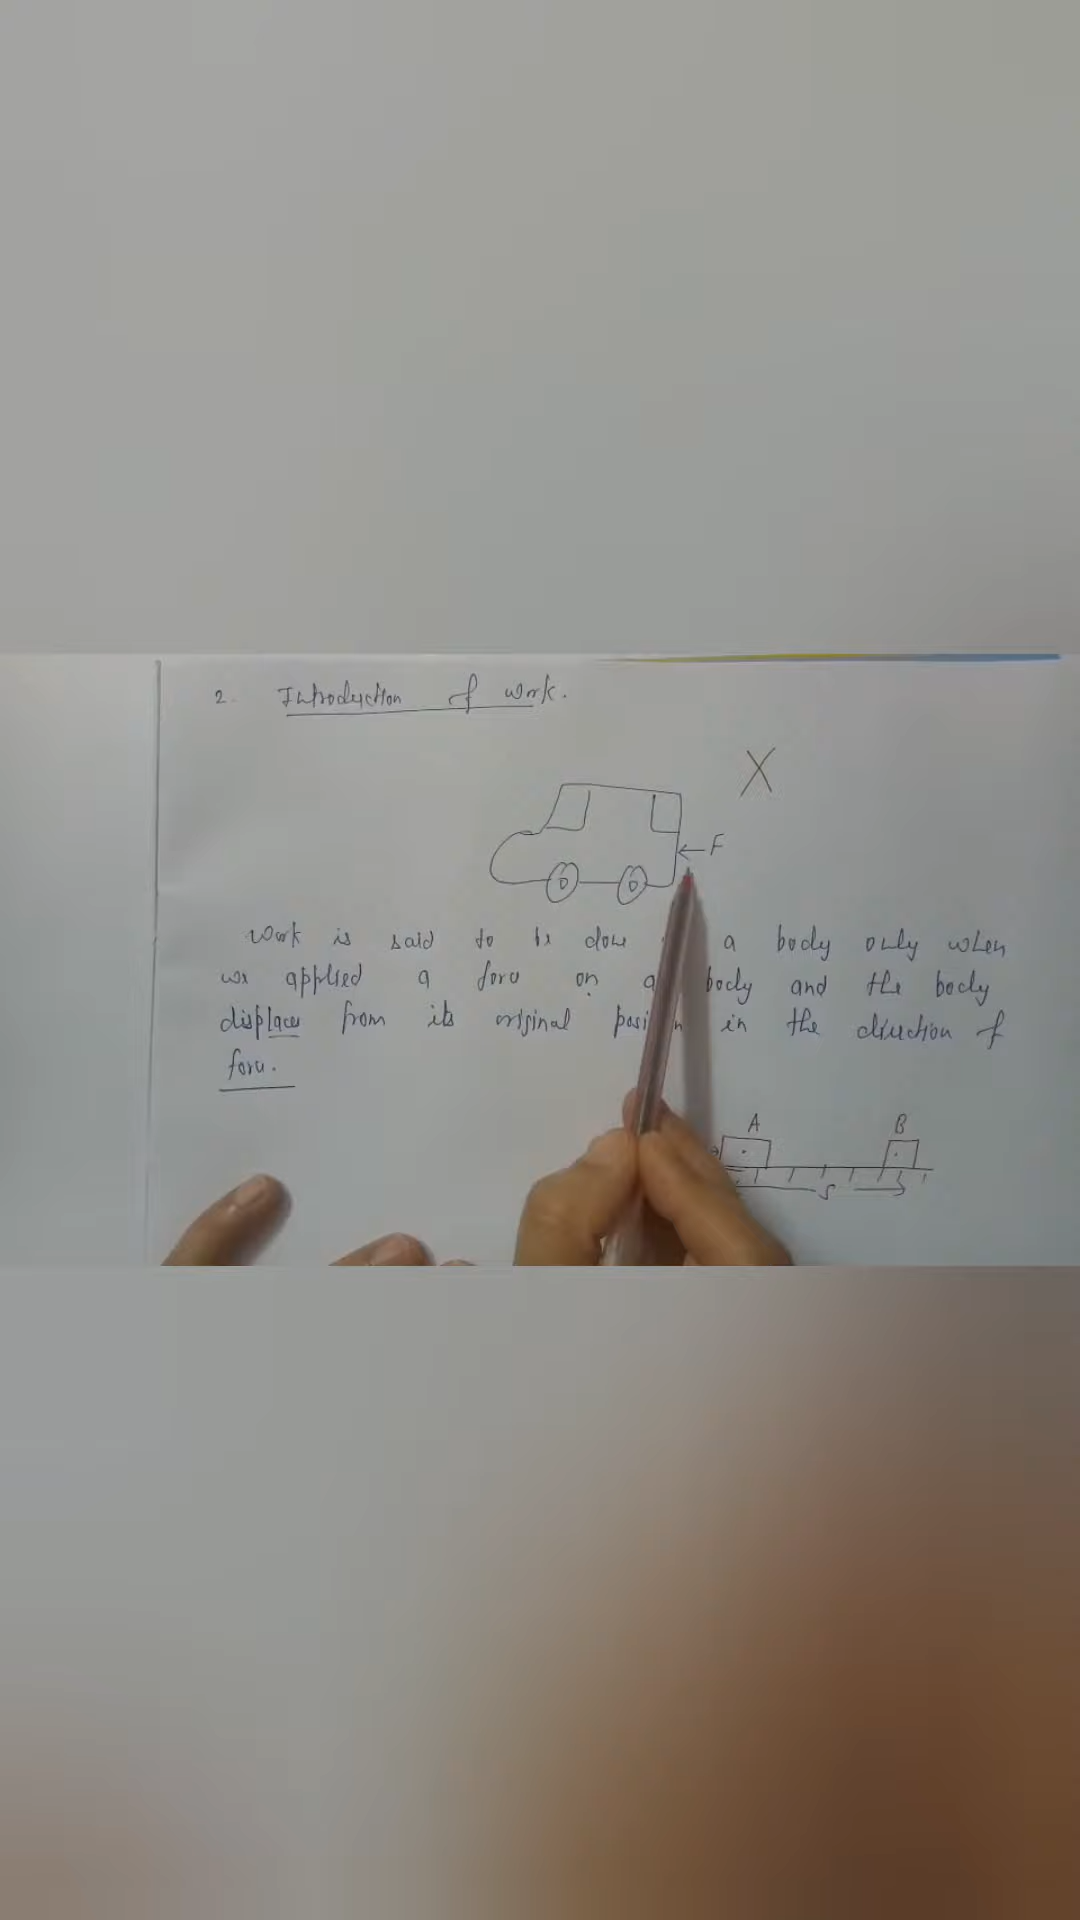 2. Introduction of work.
X
F
Work is said to be done a body only when
we applied a force on a body and the body
displaces from its original in the direction of
force.
A B
S